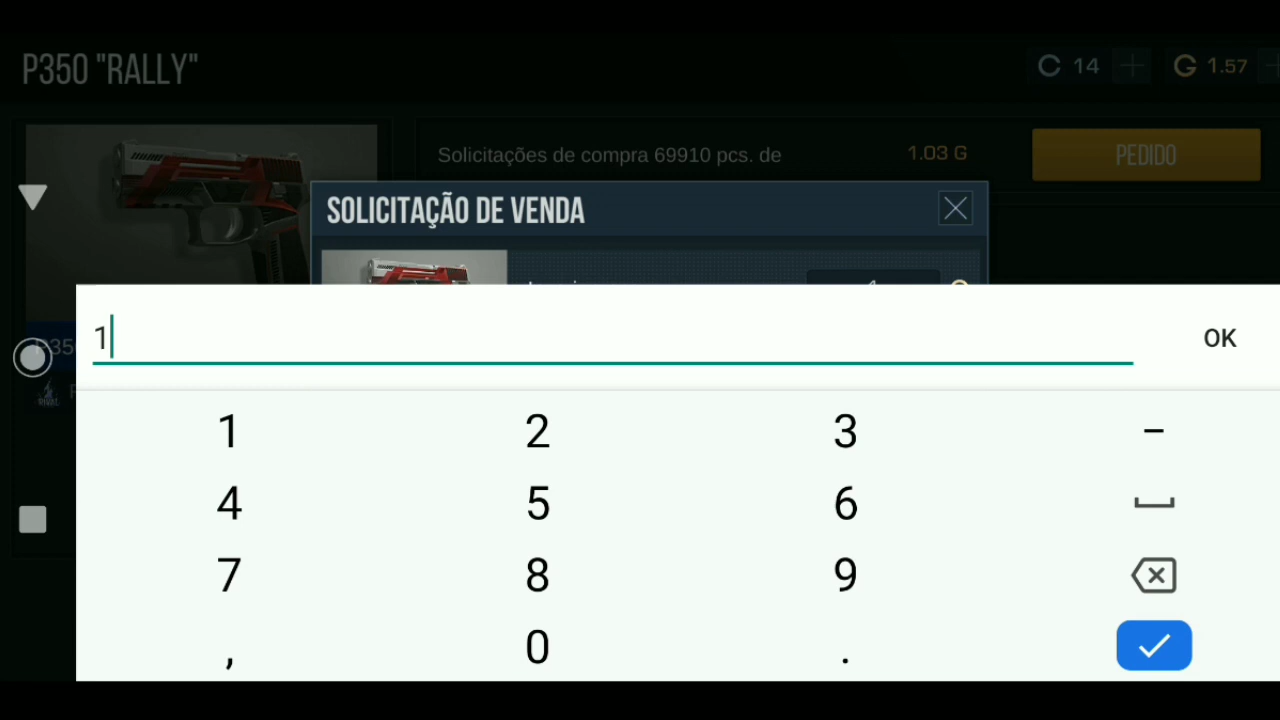 P350 "RALLY"
C 14
G 1.57
Solicitações de compra 69910 pcs. de
1.03 G
PEDIDO
SOLICITAÇÃO DE VENDA
1
OK
1 2 3 –
4 5 6
7 8 9
, 0 .